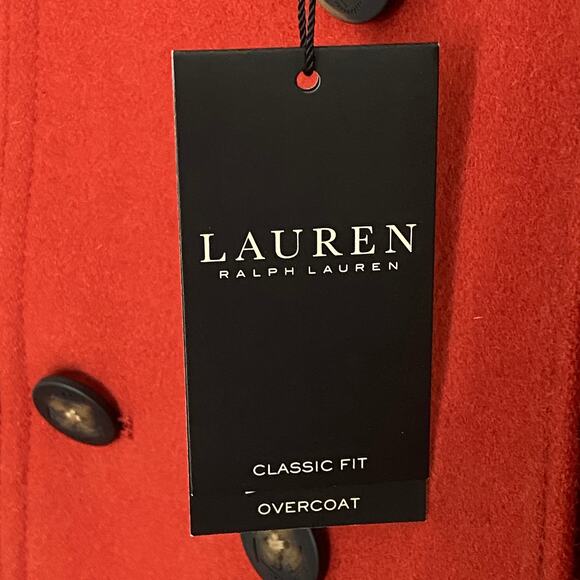 LAUREN
RALPH LAUREN
CLASSIC FIT
OVERCOAT